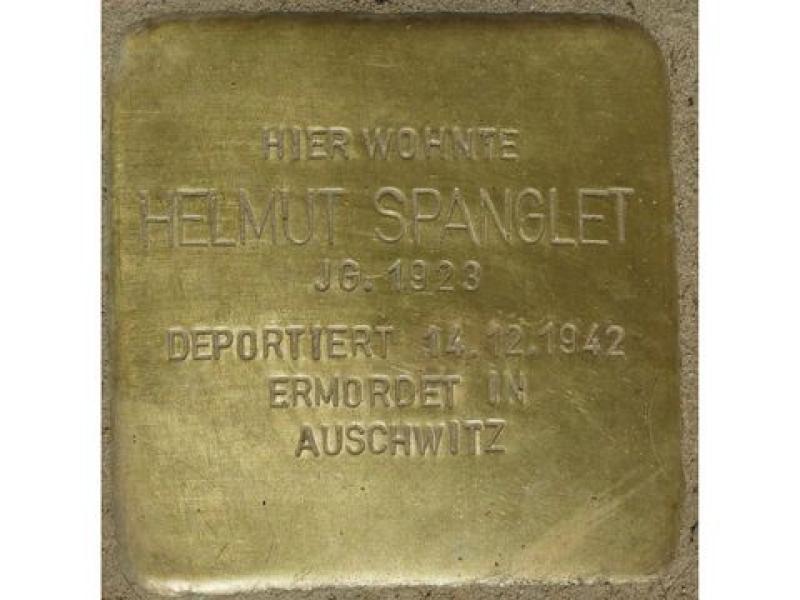 HIER WOHNTE
HELMUT SPANGLET
JG. 1923
DEPORTIERT 14.12.1942
ERMORDET IN
AUSCHWITZ